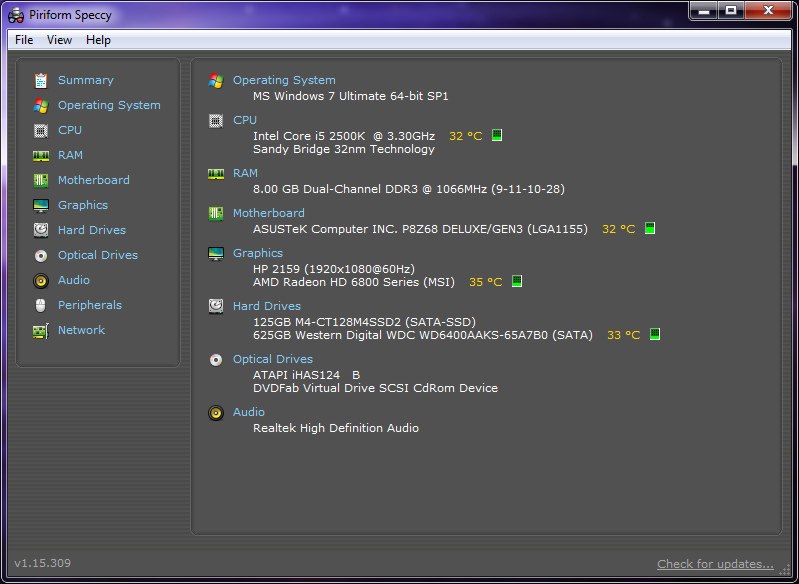 Piriform Speccy
File View Help
Summary
Operating System
CPU
RAM
Motherboard
Graphics
Hard Drives
Optical Drives
Audio
Peripherals
Network
Operating System
MS Windows 7 Ultimate 64-bit SP1
CPU
Intel Core i5 2500K @ 3.30GHz 32 °C
Sandy Bridge 32nm Technology
RAM
8.00 GB Dual-Channel DDR3 @ 1066MHz (9-11-10-28)
Motherboard
ASUSTeK Computer INC. P8Z68 DELUXE/GEN3 (LGA1155) 32 °C
Graphics
HP 2159 (1920x1080@60Hz)
AMD Radeon HD 6800 Series (MSI) 35 °C
Hard Drives
125GB M4-CT128M4SSD2 (SATA-SSD)
625GB Western Digital WDC WD6400AAKS-65A7B0 (SATA) 33 °C
Optical Drives
ATAPI iHAS124 B
DVDFab Virtual Drive SCSI CdRom Device
Audio
Realtek High Definition Audio
v1.15.309
Check for updates...